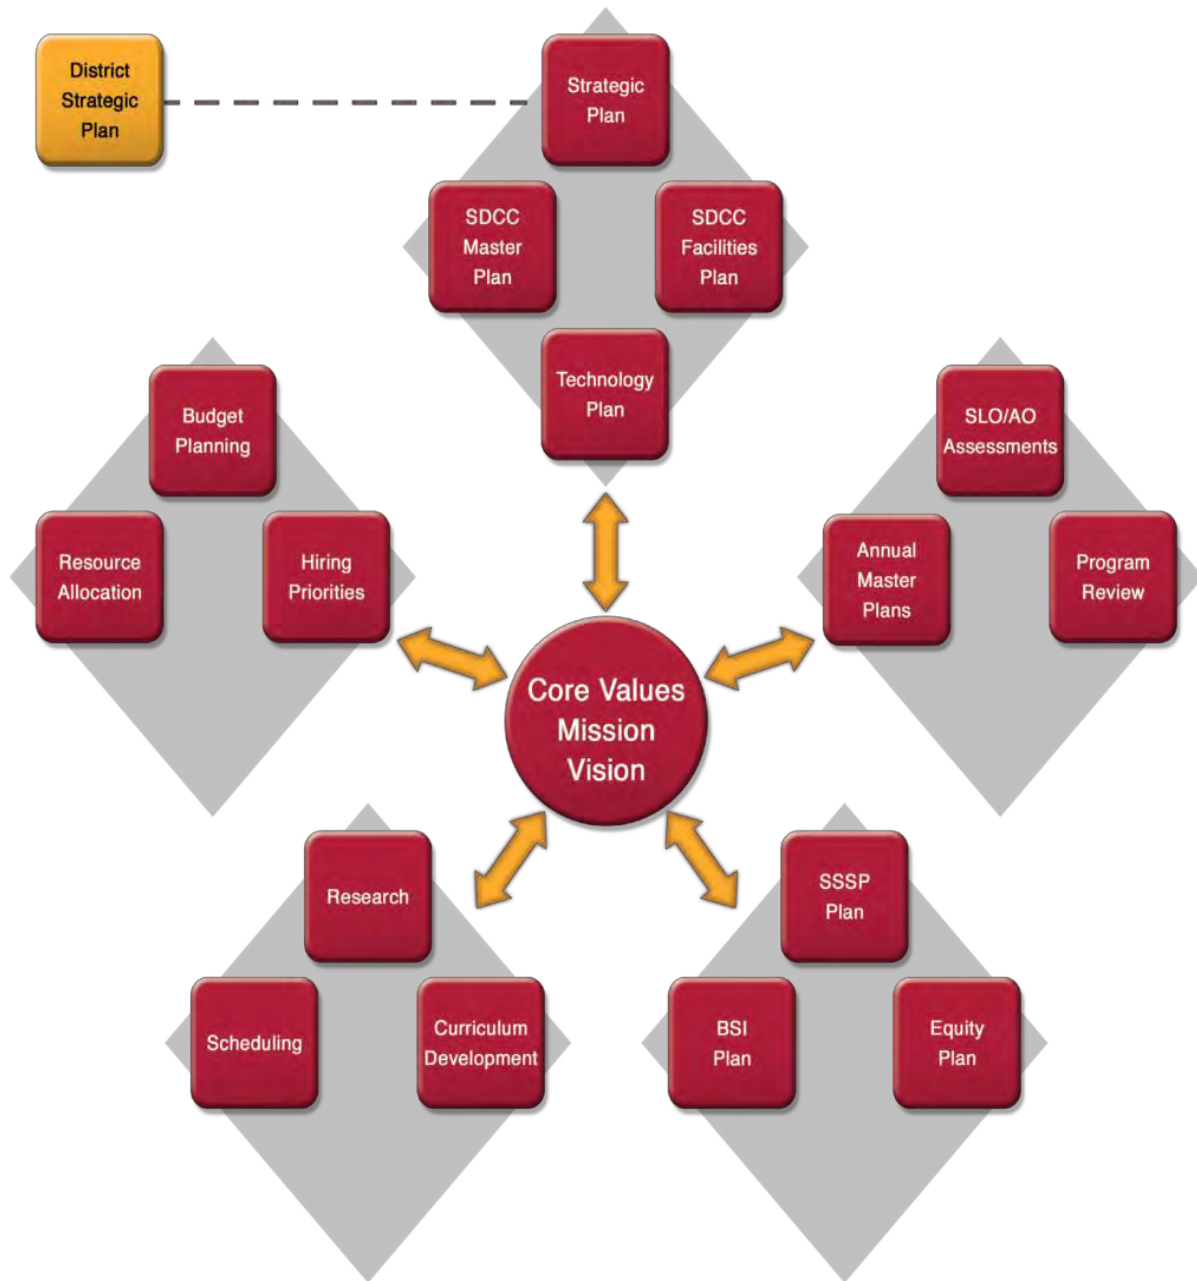 District
Strategic
Plan
Strategic
Plan
SDCC
Master
Plan
SDCC
Facilities
Plan
Technology
Plan
Budget
Planning
Resource
Allocation
Hiring
Priorities
SLO/AO
Assessments
Annual
Master
Plans
Program
Review
Core Values
Mission
Vision
Research
Scheduling
Curriculum
Development
SSSP
Plan
BSI
Plan
Equity
Plan